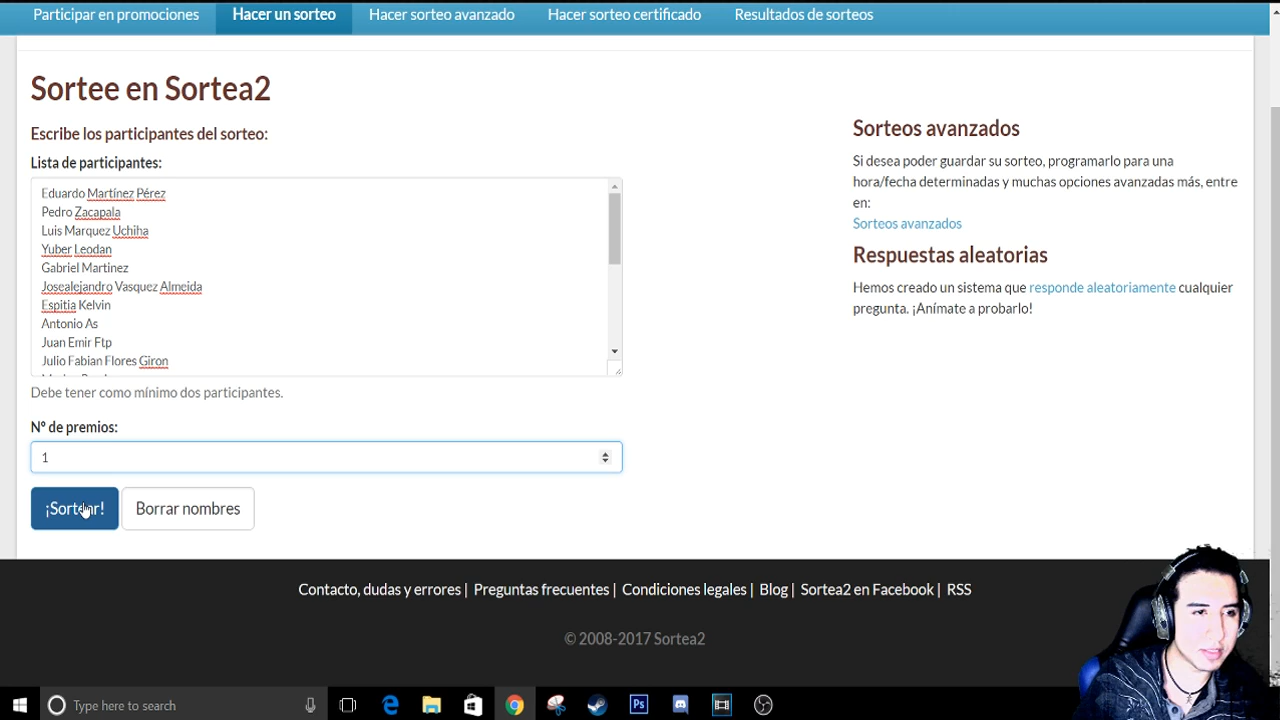 Participar en promociones
Hacer un sorteo
Hacer sorteo avanzado
Hacer sorteo certificado
Resultados de sorteos
Sortee en Sortea2
Escribe los participantes del sorteo:
Lista de participantes:
Eduardo Martínez Pérez
Pedro Zacapala
Luis Marquez Uchiha
Yuber Leodan
Gabriel Martinez
Josealejandro Vasquez Almeida
Espitia Kelvin
Antonio As
Juan Emir Ftp
Julio Fabian Flores Giron
Debe tener como mínimo dos participantes.
Nº de premios:
1
¡Sortear!
Borrar nombres
Sorteos avanzados
Si desea poder guardar su sorteo, programarlo para una
hora/fecha determinadas y muchas opciones avanzadas más, entre
en:
Sorteos avanzados
Respuestas aleatorias
Hemos creado un sistema que responde aleatoriamente cualquier
pregunta. ¡Anímate a probarlo!
Contacto, dudas y errores | Preguntas frecuentes | Condiciones legales | Blog | Sortea2 en Facebook | RSS
© 2008-2017 Sortea2
Type here to search
Ps